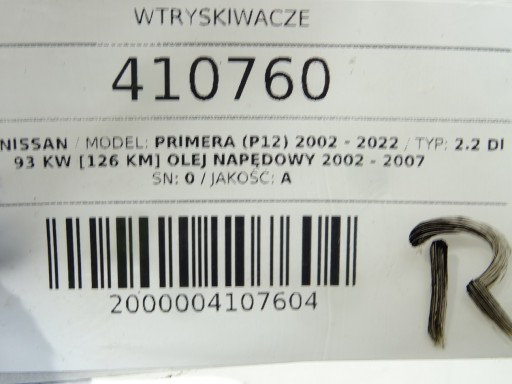 WTRYSKIWACZE
410760
NISSAN / MODEL: PRIMERA (P12) 2002 - 2022 / TYP: 2.2 DI
93 KW [126 KM] OLEJ NAPĘDOWY 2002 - 2007
SN: 0 / JAKOŚĆ: A
2000004107604
R